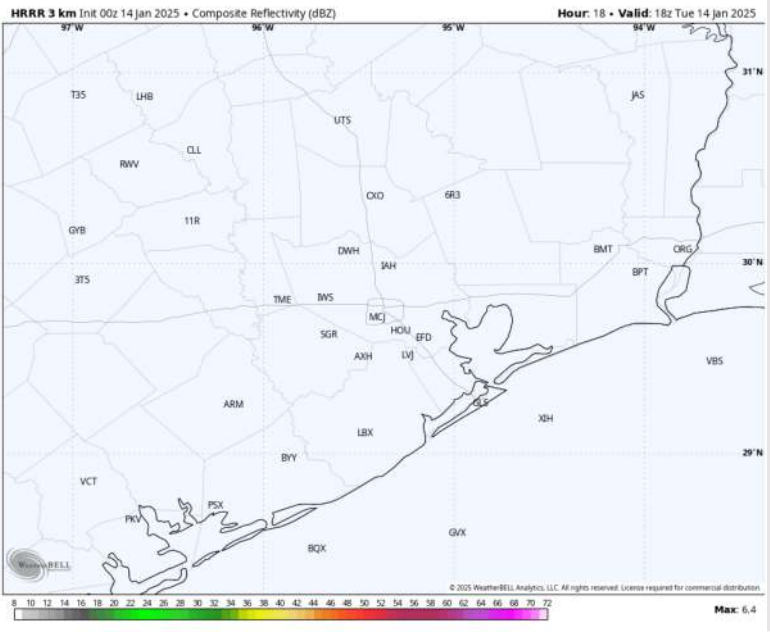 HRRR 3 km Init 00z 14 Jan 2025 • Composite Reflectivity (dBZ) Hour: 18 • Valid: 18z Tue 14 Jan 2025
97°W 96°W 95°W 94°W
31°N
T35 LHB JAS
UTS
CLL
RWV
CXO 6R3
11R
GYB
DWH BMT ORG
IAH 30°N
3T5 BPT
TME IWS
MCJ
SGR HOU EFD
AXH LVJ
VBS
ARM GLS
XIH
LBX
29°N
BYY
VCT
PSX
PKV
GVX
BQX
WeatherBELL
© 2025 WeatherBELL Analytics, LLC. All rights reserved. License required for commercial distribution.
8 10 12 14 16 18 20 22 24 26 28 30 32 34 36 38 40 42 44 46 48 50 52 54 56 58 60 62 64 66 68 70 72 Max: 6.4